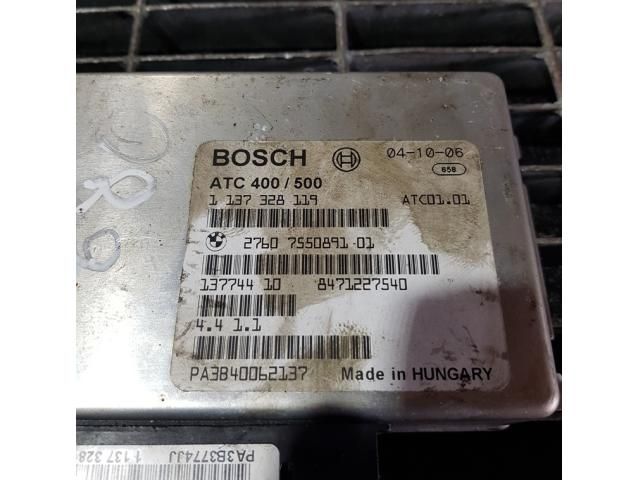 BOSCH 04-10-06
658
ATC 400 / 500
1 137 328 119 ATC01.01
2760 7550891-01
137744 10 8471227540
4.4 1.1
PA3B40062137 Made in HUNGARY
PA3B3774JJ
1 137 328